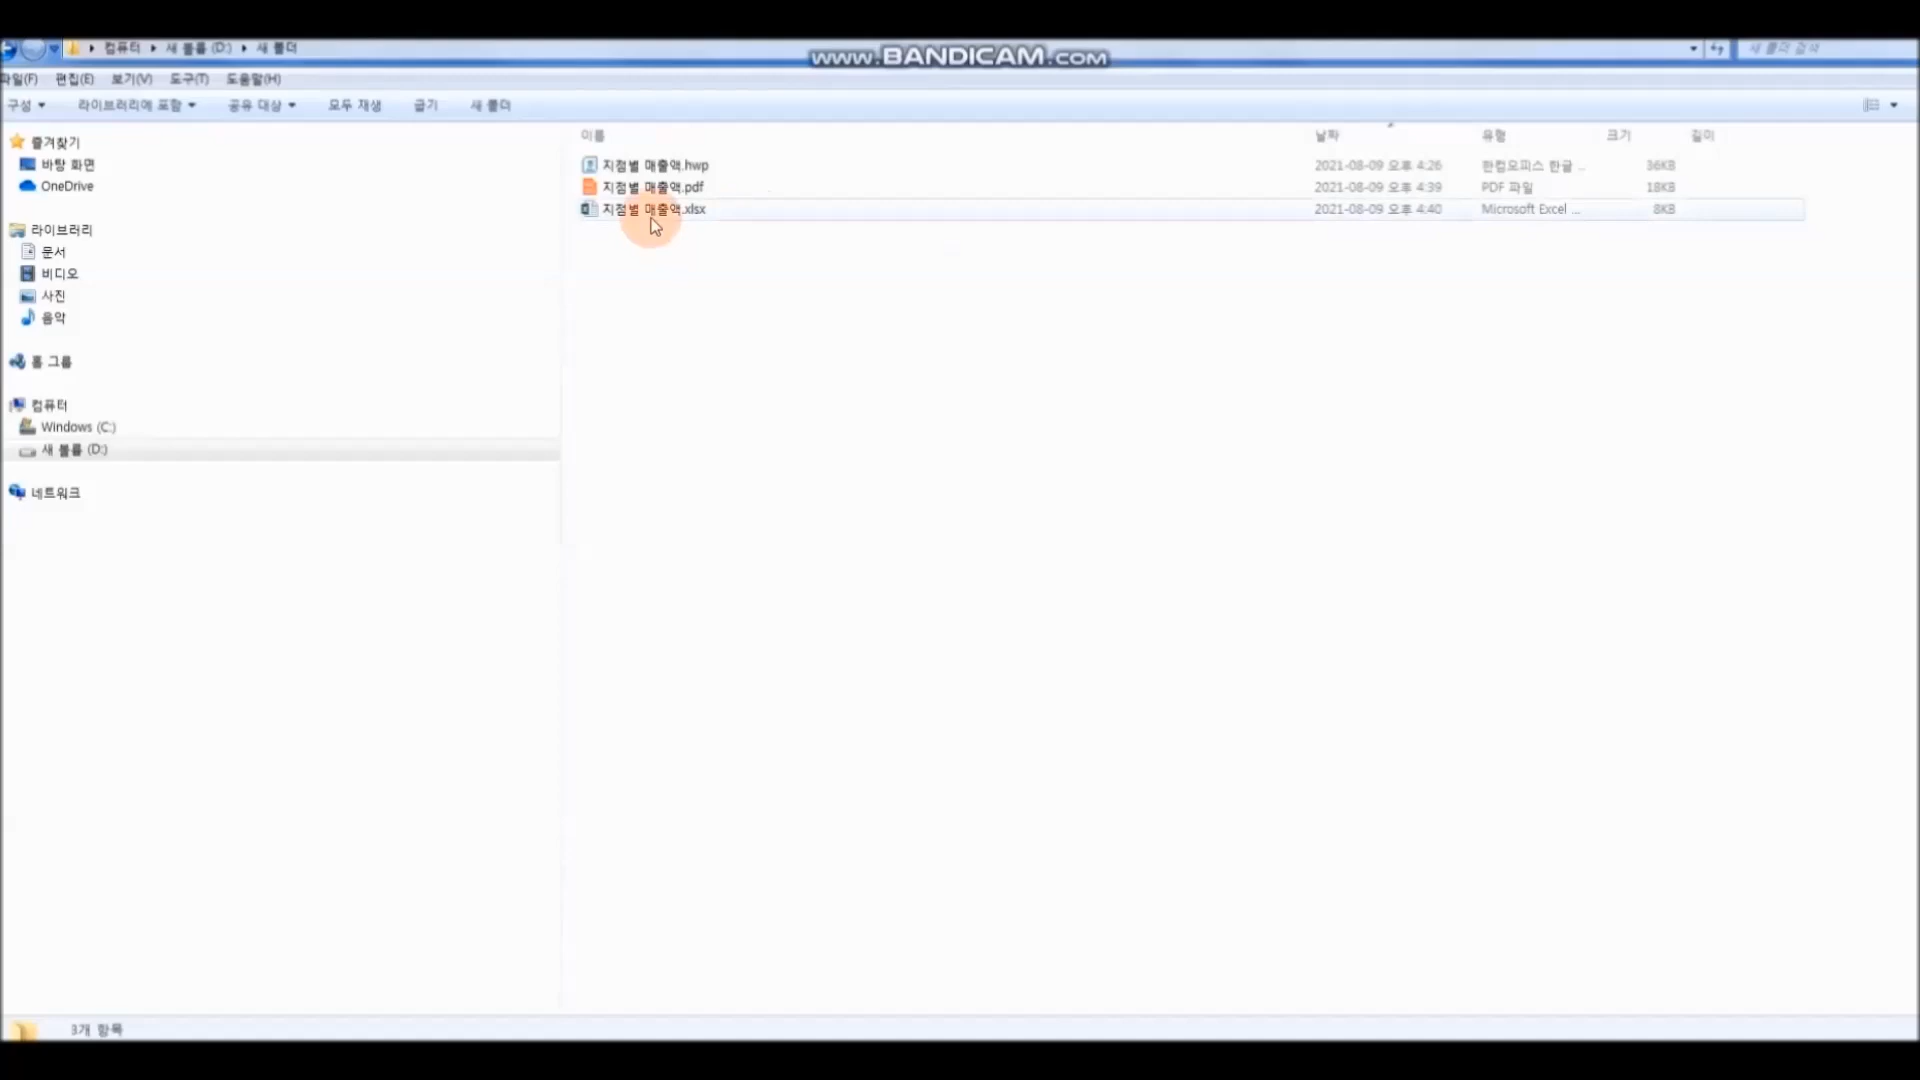 컴퓨터 새 볼륨 (D:) 새 폴더
www.BANDICAM.com
새 폴더 검색
파일(F) 편집(E) 보기(V) 도구(T) 도움말(H)
구성 라이브러리에 포함 공유 대상 모두 재생 굽기 새 폴더
이름 날짜 유형 크기 길이
지점별 매출액.hwp 2021-08-09 오후 4:26 한컴오피스 한글 ... 36KB
지점별 매출액.pdf 2021-08-09 오후 4:39 PDF 파일 18KB
지점별 매출액.xlsx 2021-08-09 오후 4:40 Microsoft Excel ... 8KB
즐겨찾기
바탕 화면
OneDrive
라이브러리
문서
비디오
사진
음악
홈 그룹
컴퓨터
Windows (C:)
새 볼륨 (D:)
네트워크
3개 항목